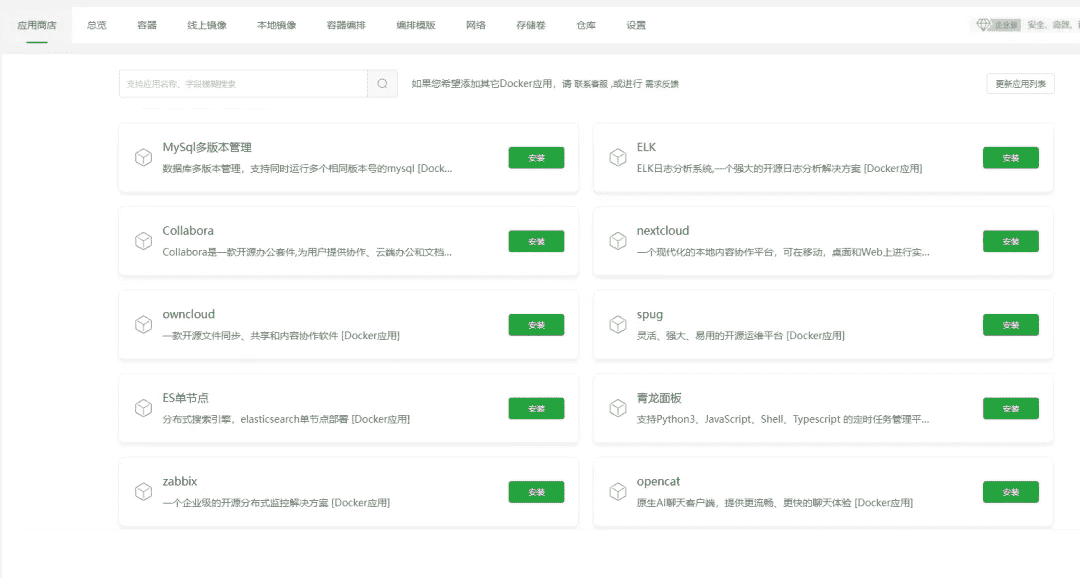 应用商店 总览 容器 线上镜像 本地镜像 容器编排 编排模版 网络 存储卷 仓库 设置 企业版 安全、高效、
支持应用名称、字段模糊搜索 如果您希望添加其它Docker应用，请 联系客服 ,或进行 需求反馈 更新应用列表
MySql多版本管理
数据库多版本管理，支持同时运行多个相同版本号的mysql [Dock...
安装
ELK
ELK日志分析系统,一个强大的开源日志分析解决方案 [Docker应用]
安装
Collabora
Collabora是一款开源办公套件,为用户提供协作、云端办公和文档...
安装
nextcloud
一个现代化的本地内容协作平台，可在移动，桌面和Web上进行实...
安装
owncloud
一款开源文件同步、共享和内容协作软件 [Docker应用]
安装
spug
灵活、强大、易用的开源运维平台 [Docker应用]
安装
ES单节点
分布式搜索引擎，elasticsearch单节点部署 [Docker应用]
安装
青龙面板
支持Python3、JavaScript、Shell、Typescript 的定时任务管理平...
安装
zabbix
一个企业级的开源分布式监控解决方案 [Docker应用]
安装
opencat
原生AI聊天客户端，提供更流畅、更快的聊天体验 [Docker应用]
安装